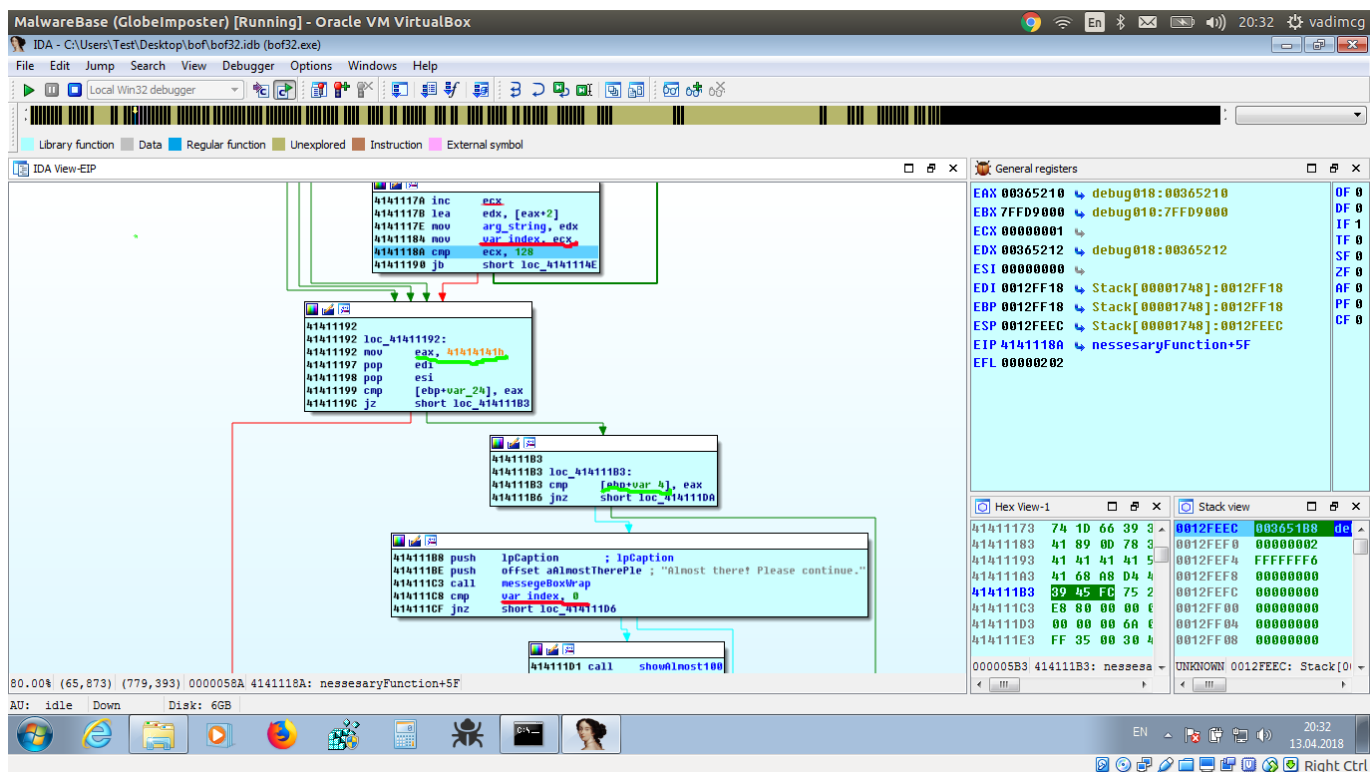 MalwareBase (GlobeImposter) [Running] - Oracle VM VirtualBox
En
20:32
vadimcg
IDA - C:\Users\Test\Desktop\bof\bof32.idb (bof32.exe)
File Edit Jump Search View Debugger Options Windows Help
Local Win32 debugger
Library function Data Regular function Unexplored Instruction External symbol
IDA View-EIP
4141117A inc ecx
4141117B lea edx, [eax+2]
4141117E mov arg_string, edx
41411184 mov var_index, ecx
4141118A cmp ecx, 128
41411190 jb short loc_4141114E
41411192
41411192 loc_41411192:
41411192 mov eax, 41414141h
41411197 pop edi
41411198 pop esi
41411199 cmp [ebp+var_24], eax
4141119C jz short loc_414111B3
414111B3
414111B3 loc_414111B3:
414111B3 cmp [ebp+var_4], eax
414111B6 jnz short loc_414111DA
414111B8 push lpCaption ; lpCaption
414111BE push offset aAlmostTherePle ; "Almost there! Please continue."
414111C3 call messegeBoxWrap
414111C8 cmp var_index, 0
414111CF jnz short loc_414111D6
414111D1 call showAlmost100
80.00% (65,873) (779,393) 0000058A 4141118A: nessesaryFunction+5F
General registers
EAX 00365210 debug018:00365210
EBX 7FFD9000 debug010:7FFD9000
ECX 00000001
EDX 00365212 debug018:00365212
ESI 00000000
EDI 0012FF18 Stack[00001748]:0012FF18
EBP 0012FF18 Stack[00001748]:0012FF18
ESP 0012FEEC Stack[00001748]:0012FEEC
EIP 4141118A nessesaryFunction+5F
EFL 00000202
OF 0
DF 0
IF 1
TF 0
SF 0
ZF 0
AF 0
PF 0
CF 0
Hex View-1
41411173 74 1D 66 39 3
41411183 41 89 0D 78 3
41411193 41 41 41 41 5
414111A3 41 68 A8 D4 4
414111B3 39 45 FC 75 2
414111C3 E8 80 00 00 0
414111D3 00 00 00 6A
414111E3 FF 35 00 30 4
000005B3 414111B3: nessesa
Stack view
0012FEEC 003651B8 de
0012FEF0 00000002
0012FEF4 FFFFFFF6
0012FEF8 00000000
0012FEFC 00000000
0012FF00 00000000
0012FF04 00000000
0012FF08 00000000
UNKNOWN 0012FEEC: Stack[0
AU: idle Down Disk: 6GB
EN
20:32
13.04.2018
Right Ctrl